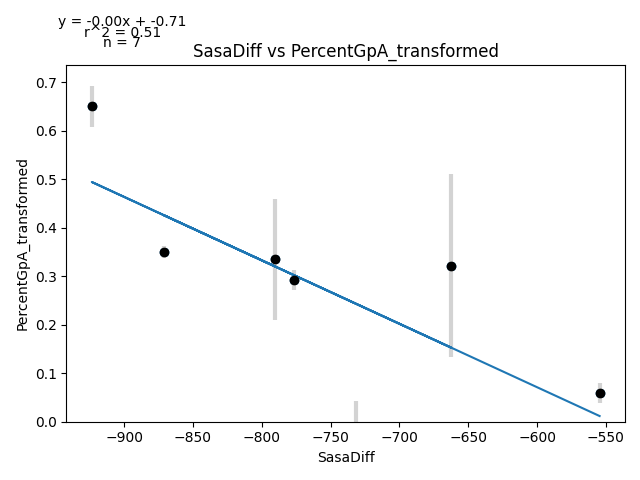 y = -0.00x + -0.71
r^2 = 0.51
n = 7
SasaDiff vs PercentGpA_transformed
PercentGpA_transformed
0.7
0.6
0.5
0.4
0.3
0.2
0.1
0.0
−900
−850
−800
−750
−700
−650
−600
−550
SasaDiff